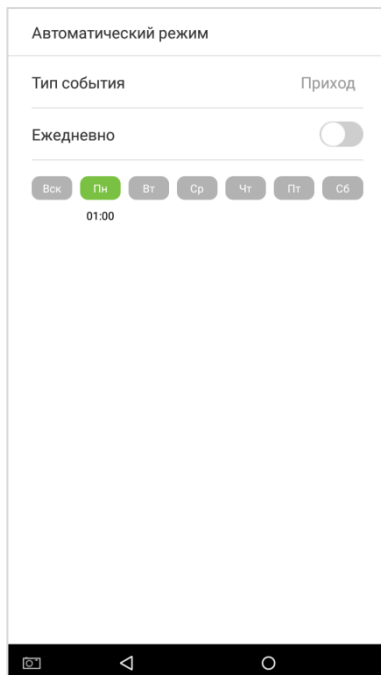 Автоматический режим
Тип события Приход
Ежедневно
Вск Пн Вт Ср Чт Пт Сб
01:00